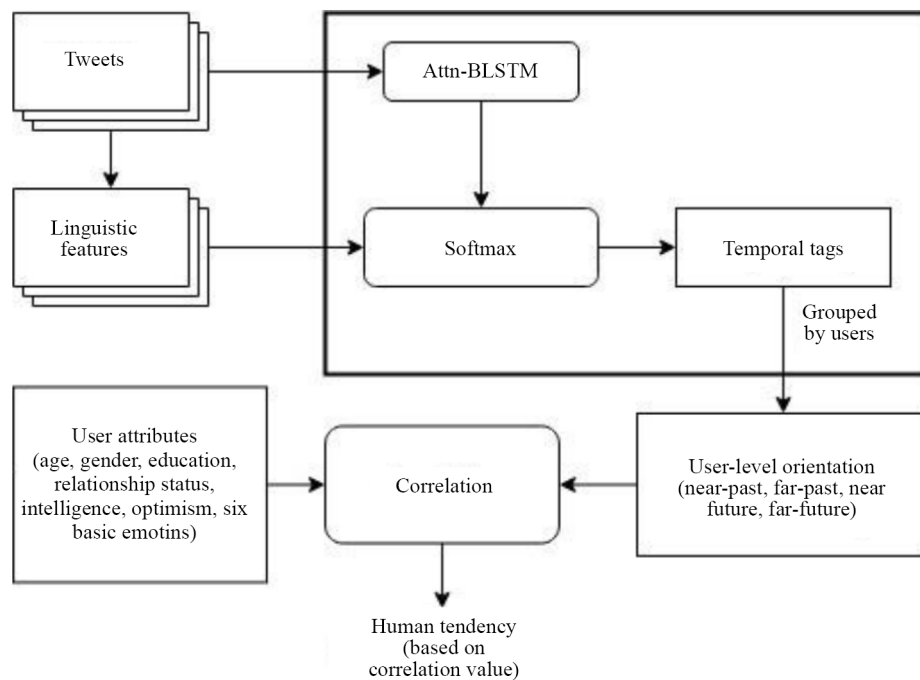 Tweets
Attn-BLSTM
Linguistic
features
Softmax
Temporal tags
Grouped
by users
User attributes
(age, gender, education,
relationship status,
intelligence, optimism, six
basic emotins)
Correlation
User-level orientation
(near-past, far-past, near
future, far-future)
Human tendency
(based on
correlation value)